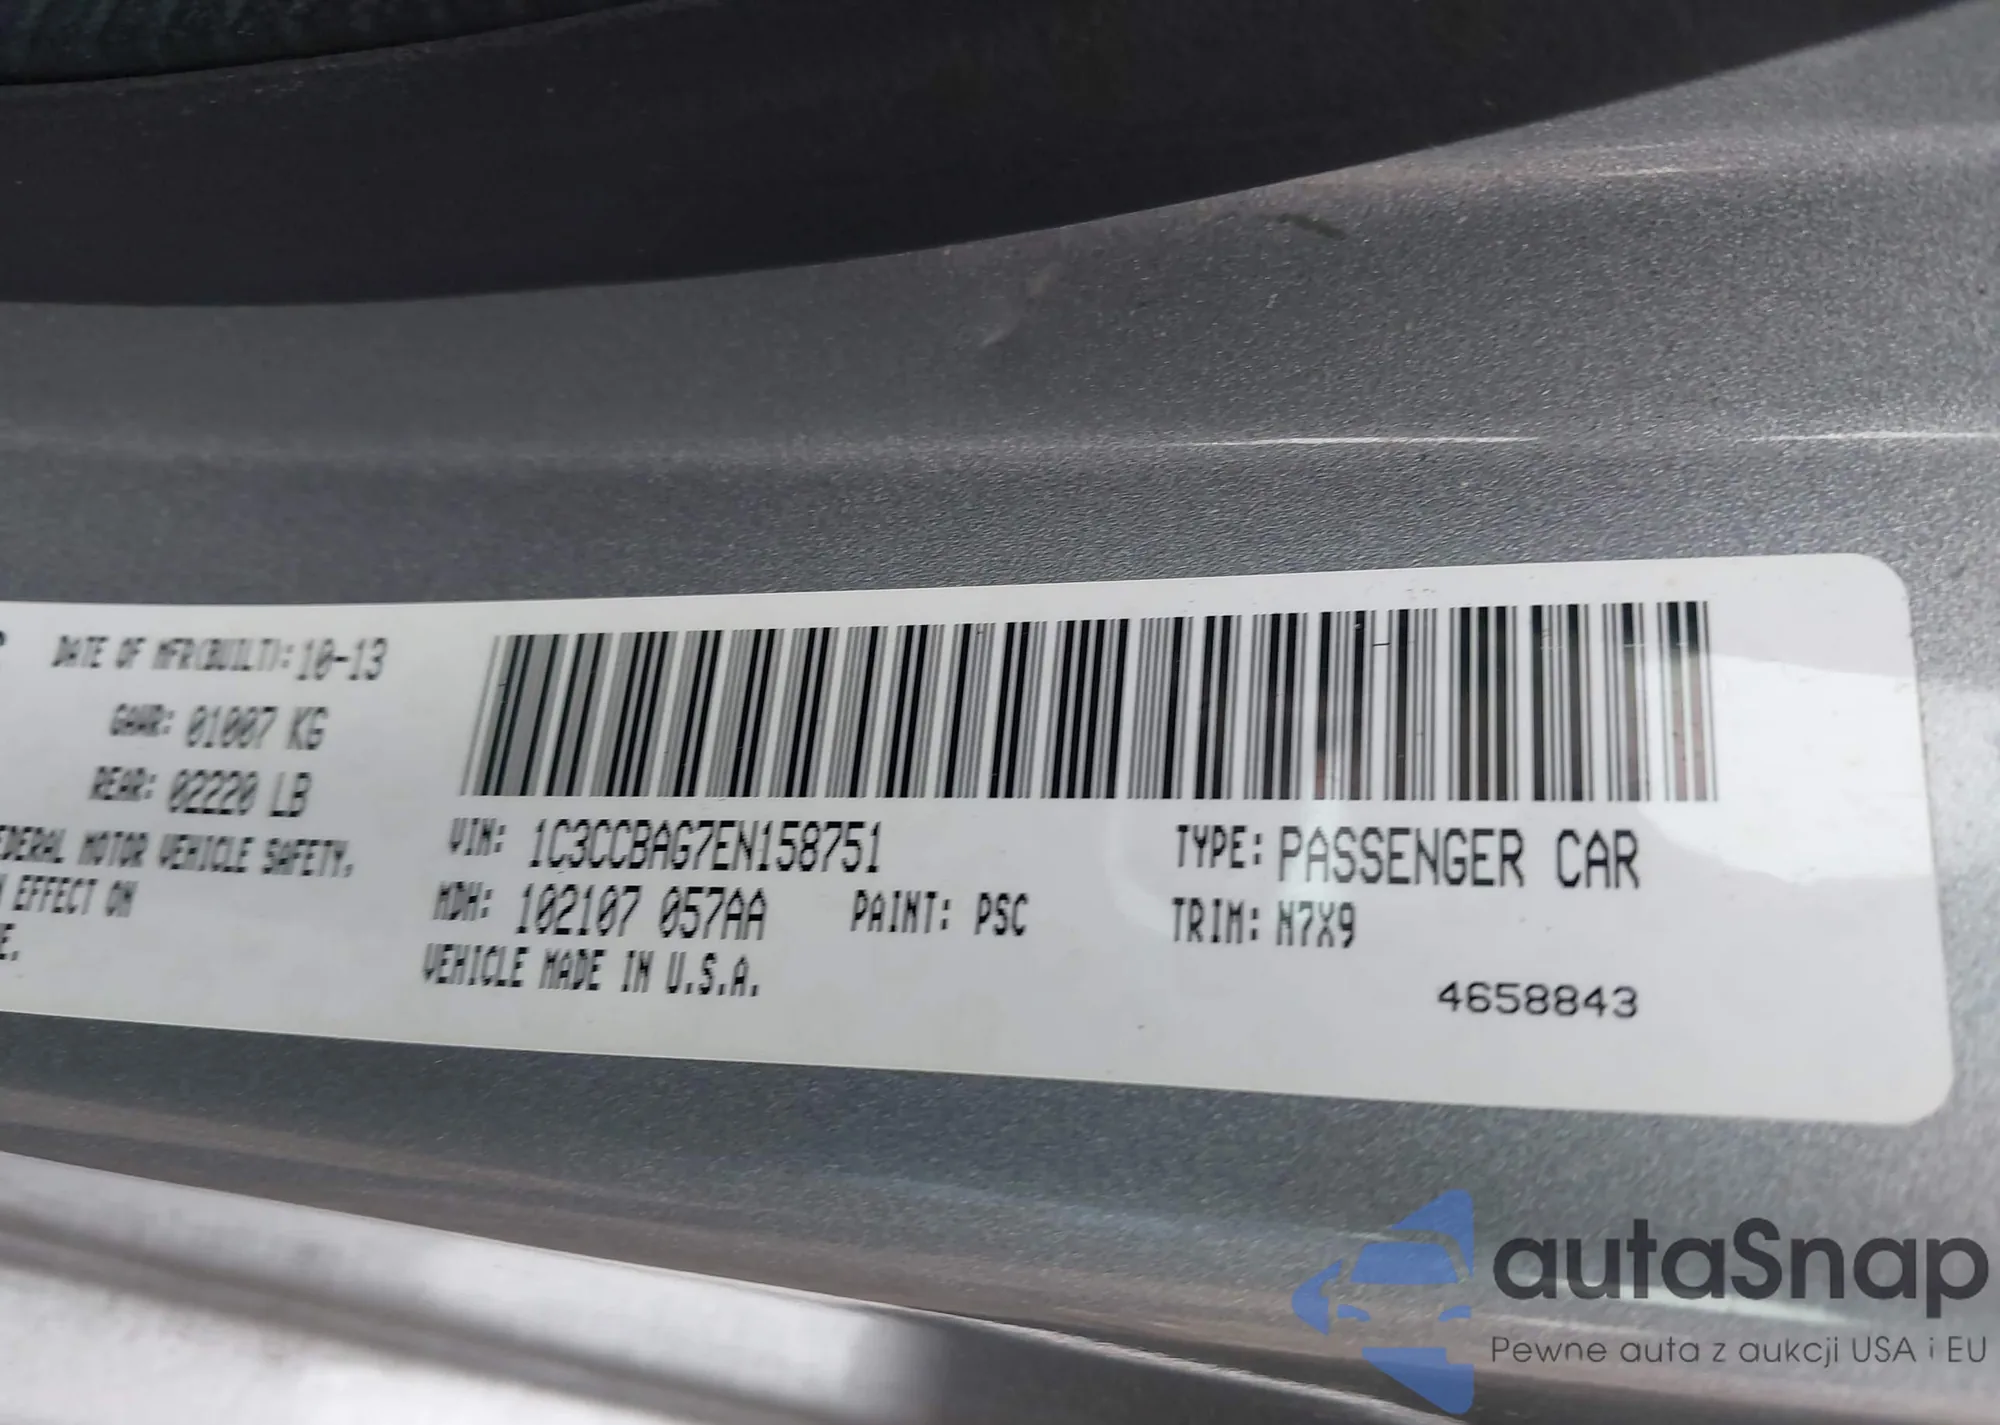 DATE OF MFR(BUILT): 10-13
GAWR: 01007 KG
REAR: 02220 LB
FEDERAL MOTOR VEHICLE SAFETY,
IN EFFECT ON
VIN: 1C3CCBAG7EN158751
TYPE: PASSENGER CAR
MDH: 102107 057AA
PAINT: PSC
TRIM: N7X9
VEHICLE MADE IN U.S.A.
4658843
autaSnap
Pewne auta z aukcji USA i EU